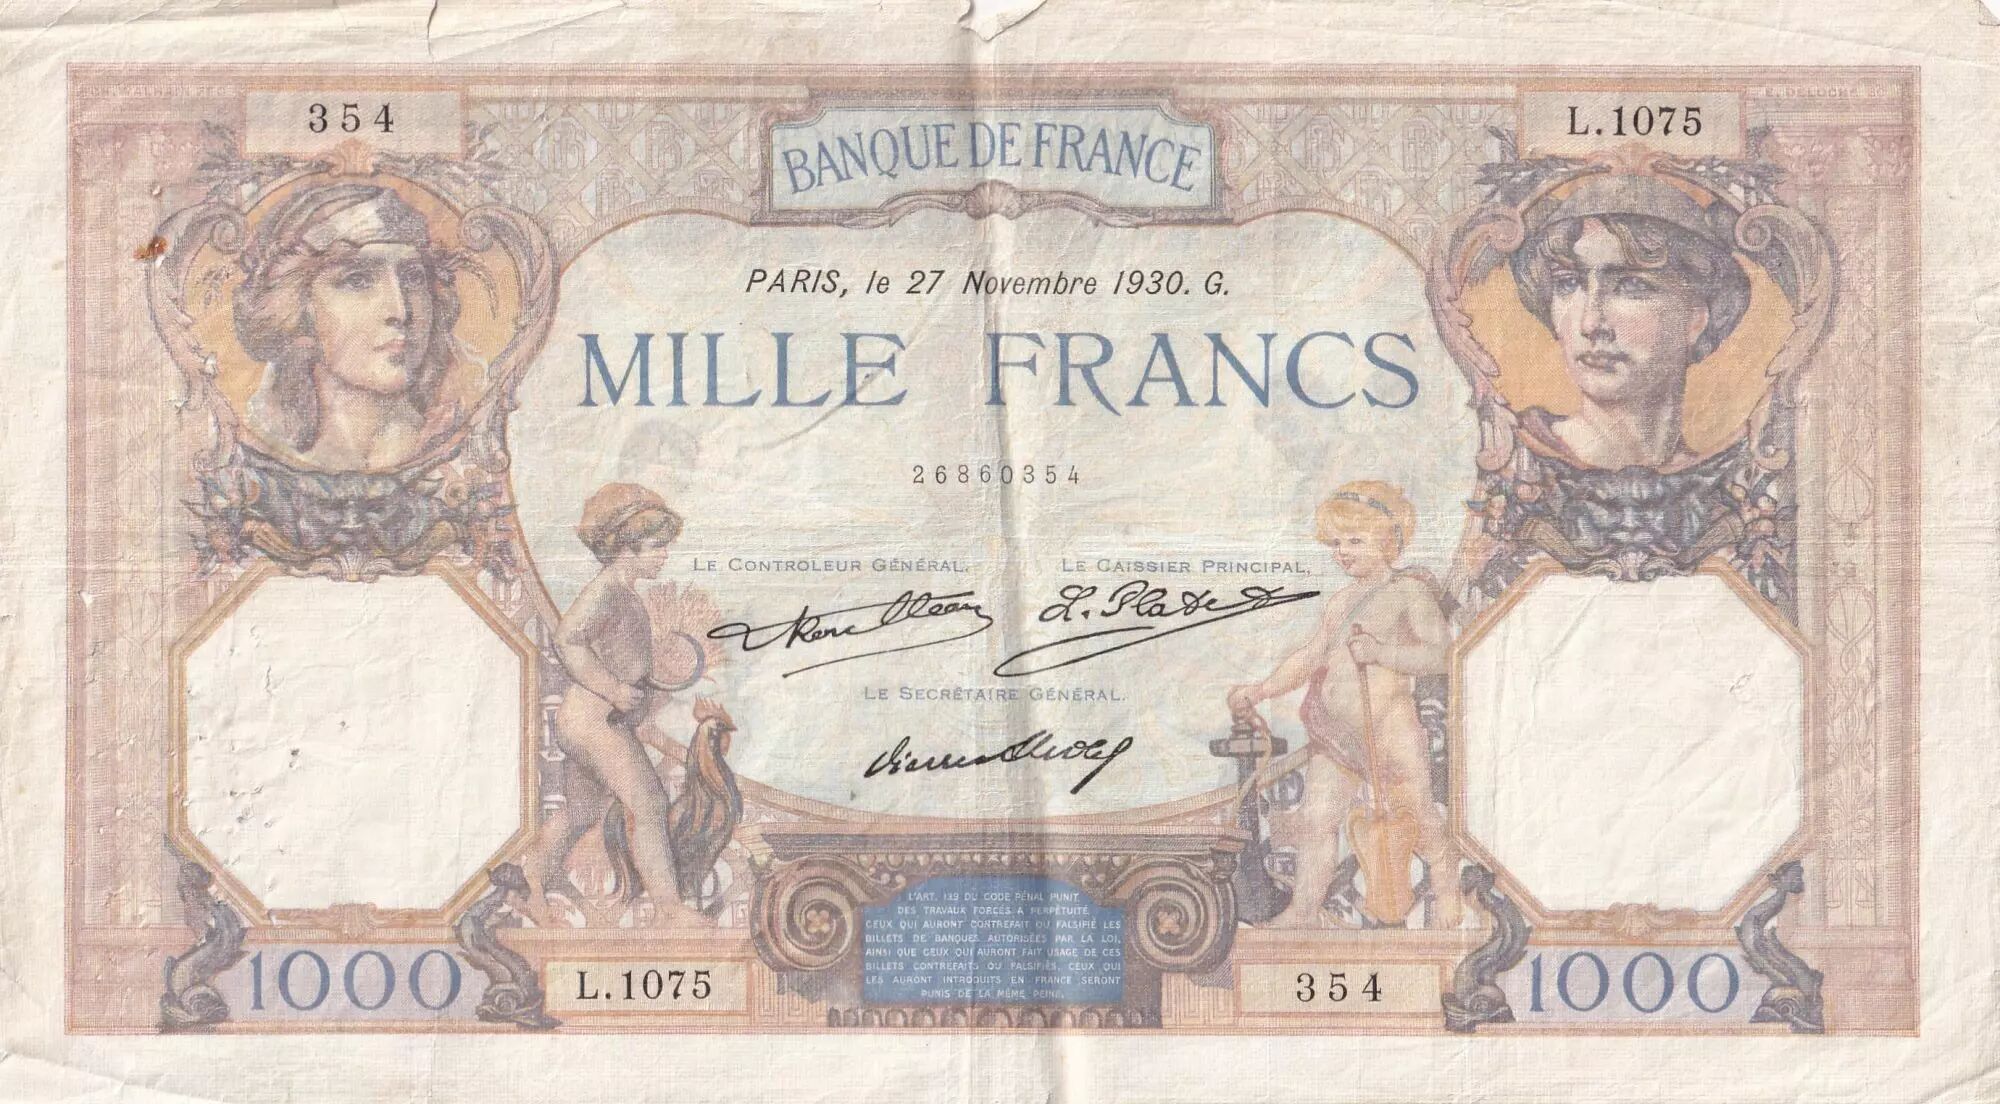 354
L.1075
BANQUE DE FRANCE
PARIS, le 27 Novembre 1930. G.
MILLE FRANCS
26860354
LE CONTROLEUR GÉNÉRAL.
LE CAISSIER PRINCIPAL,
LE SECRÉTAIRE GÉNÉRAL.
L'ART. 139 DU CODE PÉNAL PUNIT
DES TRAVAUX FORCÉS A PERPÉTUITÉ
CEUX QUI AURONT CONTREFAIT OU FALSIFIÉ LES
BILLETS DE BANQUES AUTORISÉES PAR LA LOI,
AINSI QUE CEUX QUI AURONT FAIT USAGE DE CES
BILLETS CONTREFAITS OU FALSIFIÉS, CEUX QUI
LES AURONT INTRODUITS EN FRANCE SERONT
PUNIS DE LA MÊME PEINE.
1000
L.1075
354
1000